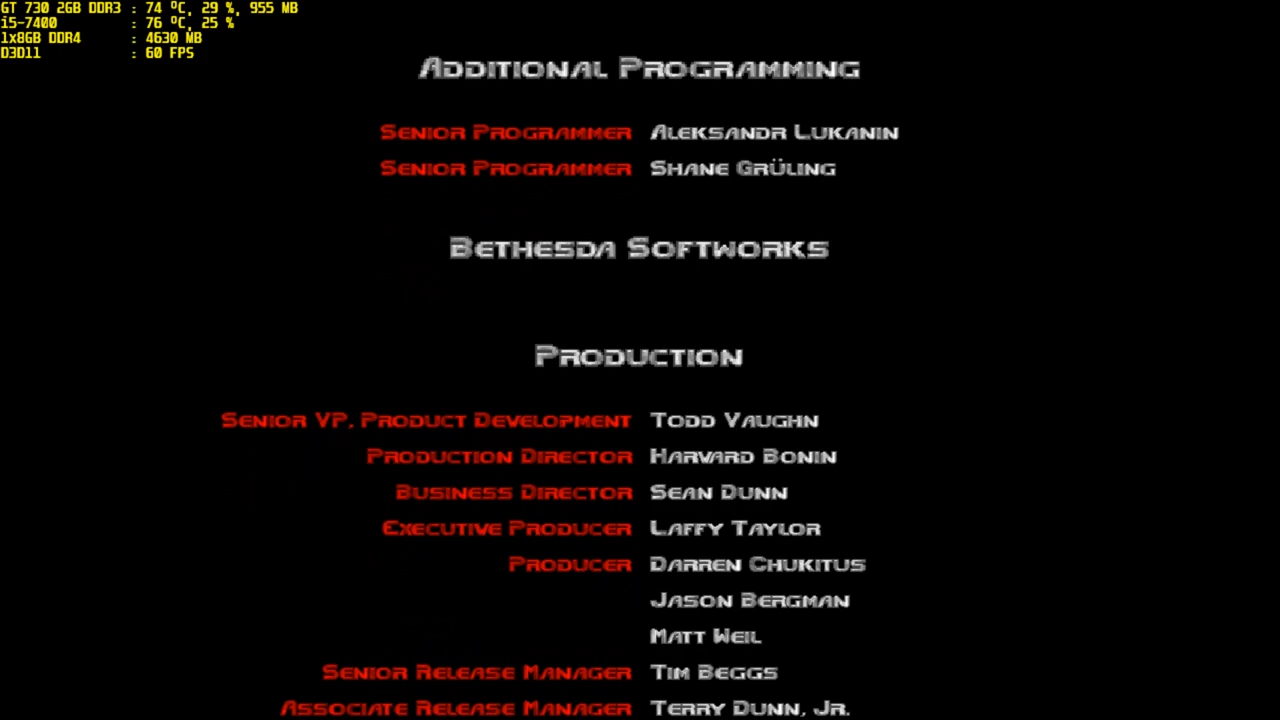 GT 730 2GB DDR3 : 74 ºC, 29 %, 955 MB
i5-7400 : 76 ºC, 25 %
1x8GB DDR4 : 4630 MB
D3D11 : 60 FPS
Additional Programming
Senior Programmer Aleksandr Lukanin
Senior Programmer Shane Grüling
Bethesda Softworks
Production
Senior VP, Product Development Todd Vaughn
Production Director Harvard Bonin
Business Director Sean Dunn
Executive Producer Laffy Taylor
Producer Darren Chukitus
Jason Bergman
Matt Weil
Senior Release Manager Tim Beggs
Associate Release Manager Terry Dunn, Jr.